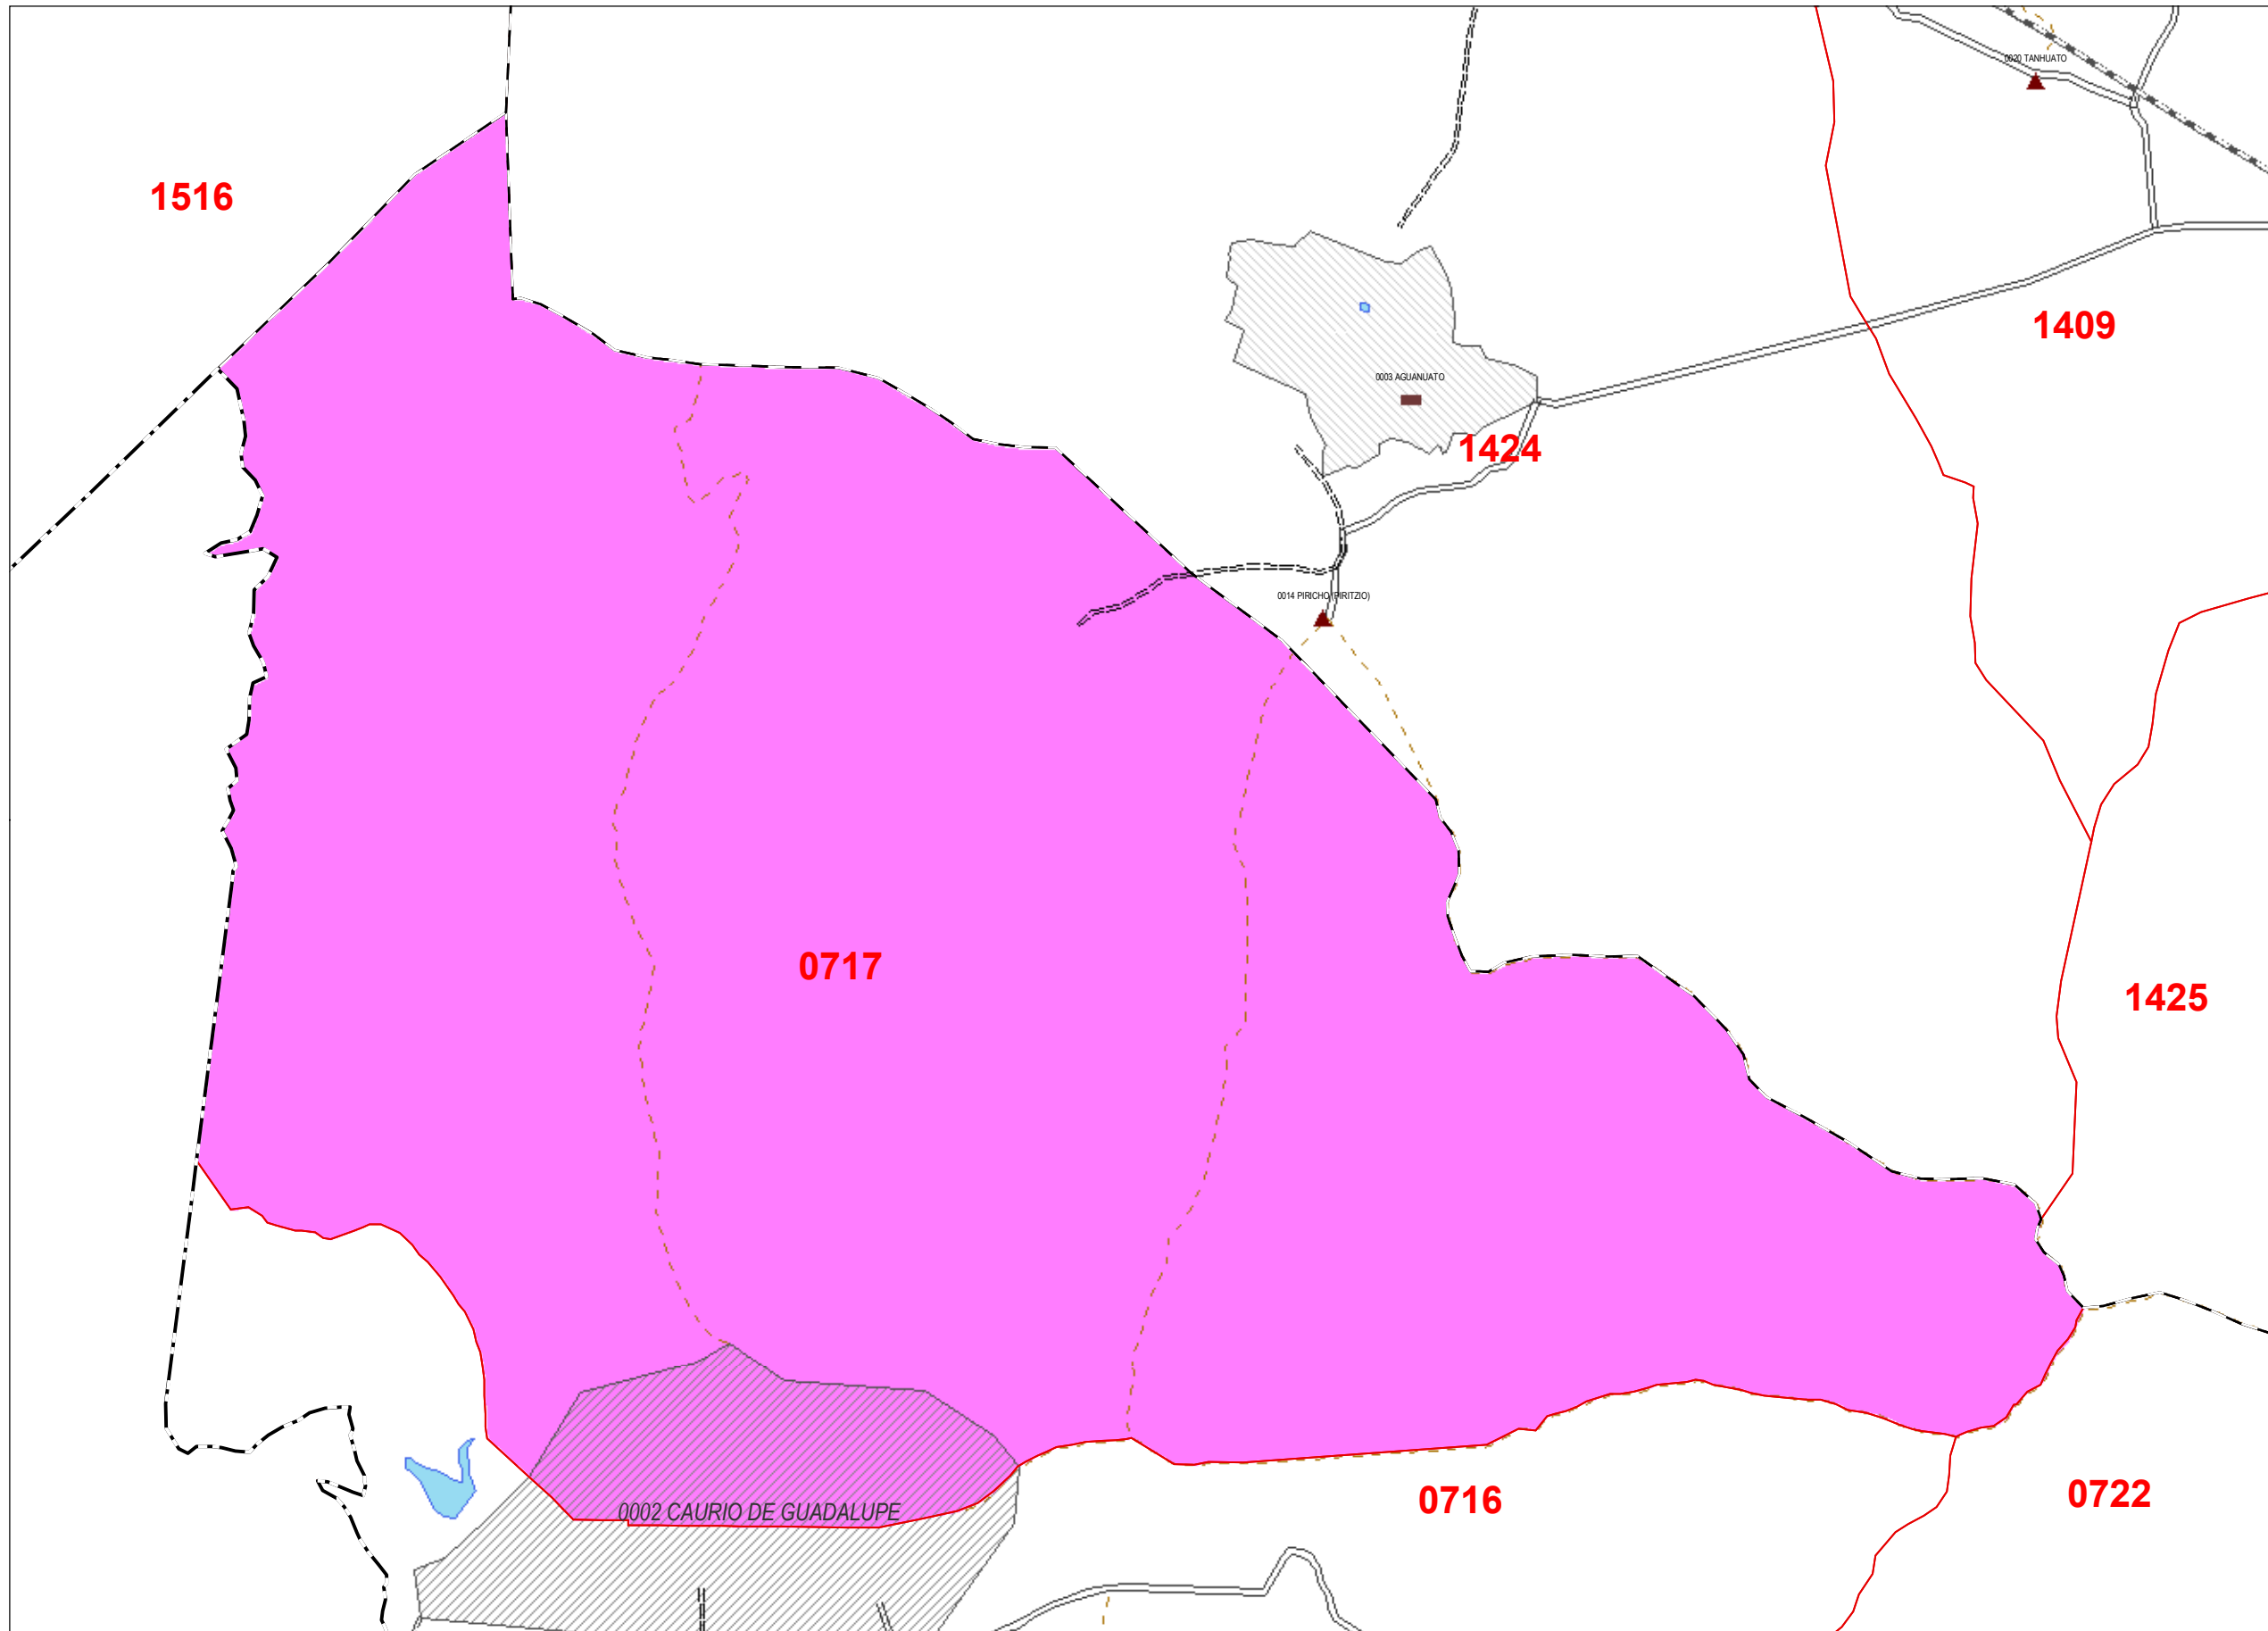 0020 TANHUATO
1516
1409
0003 AGUANUATO
1424
0014 PIRICHO (PIRITZIO)
0717
1425
0716
0722
0002 CAURIO DE GUADALUPE